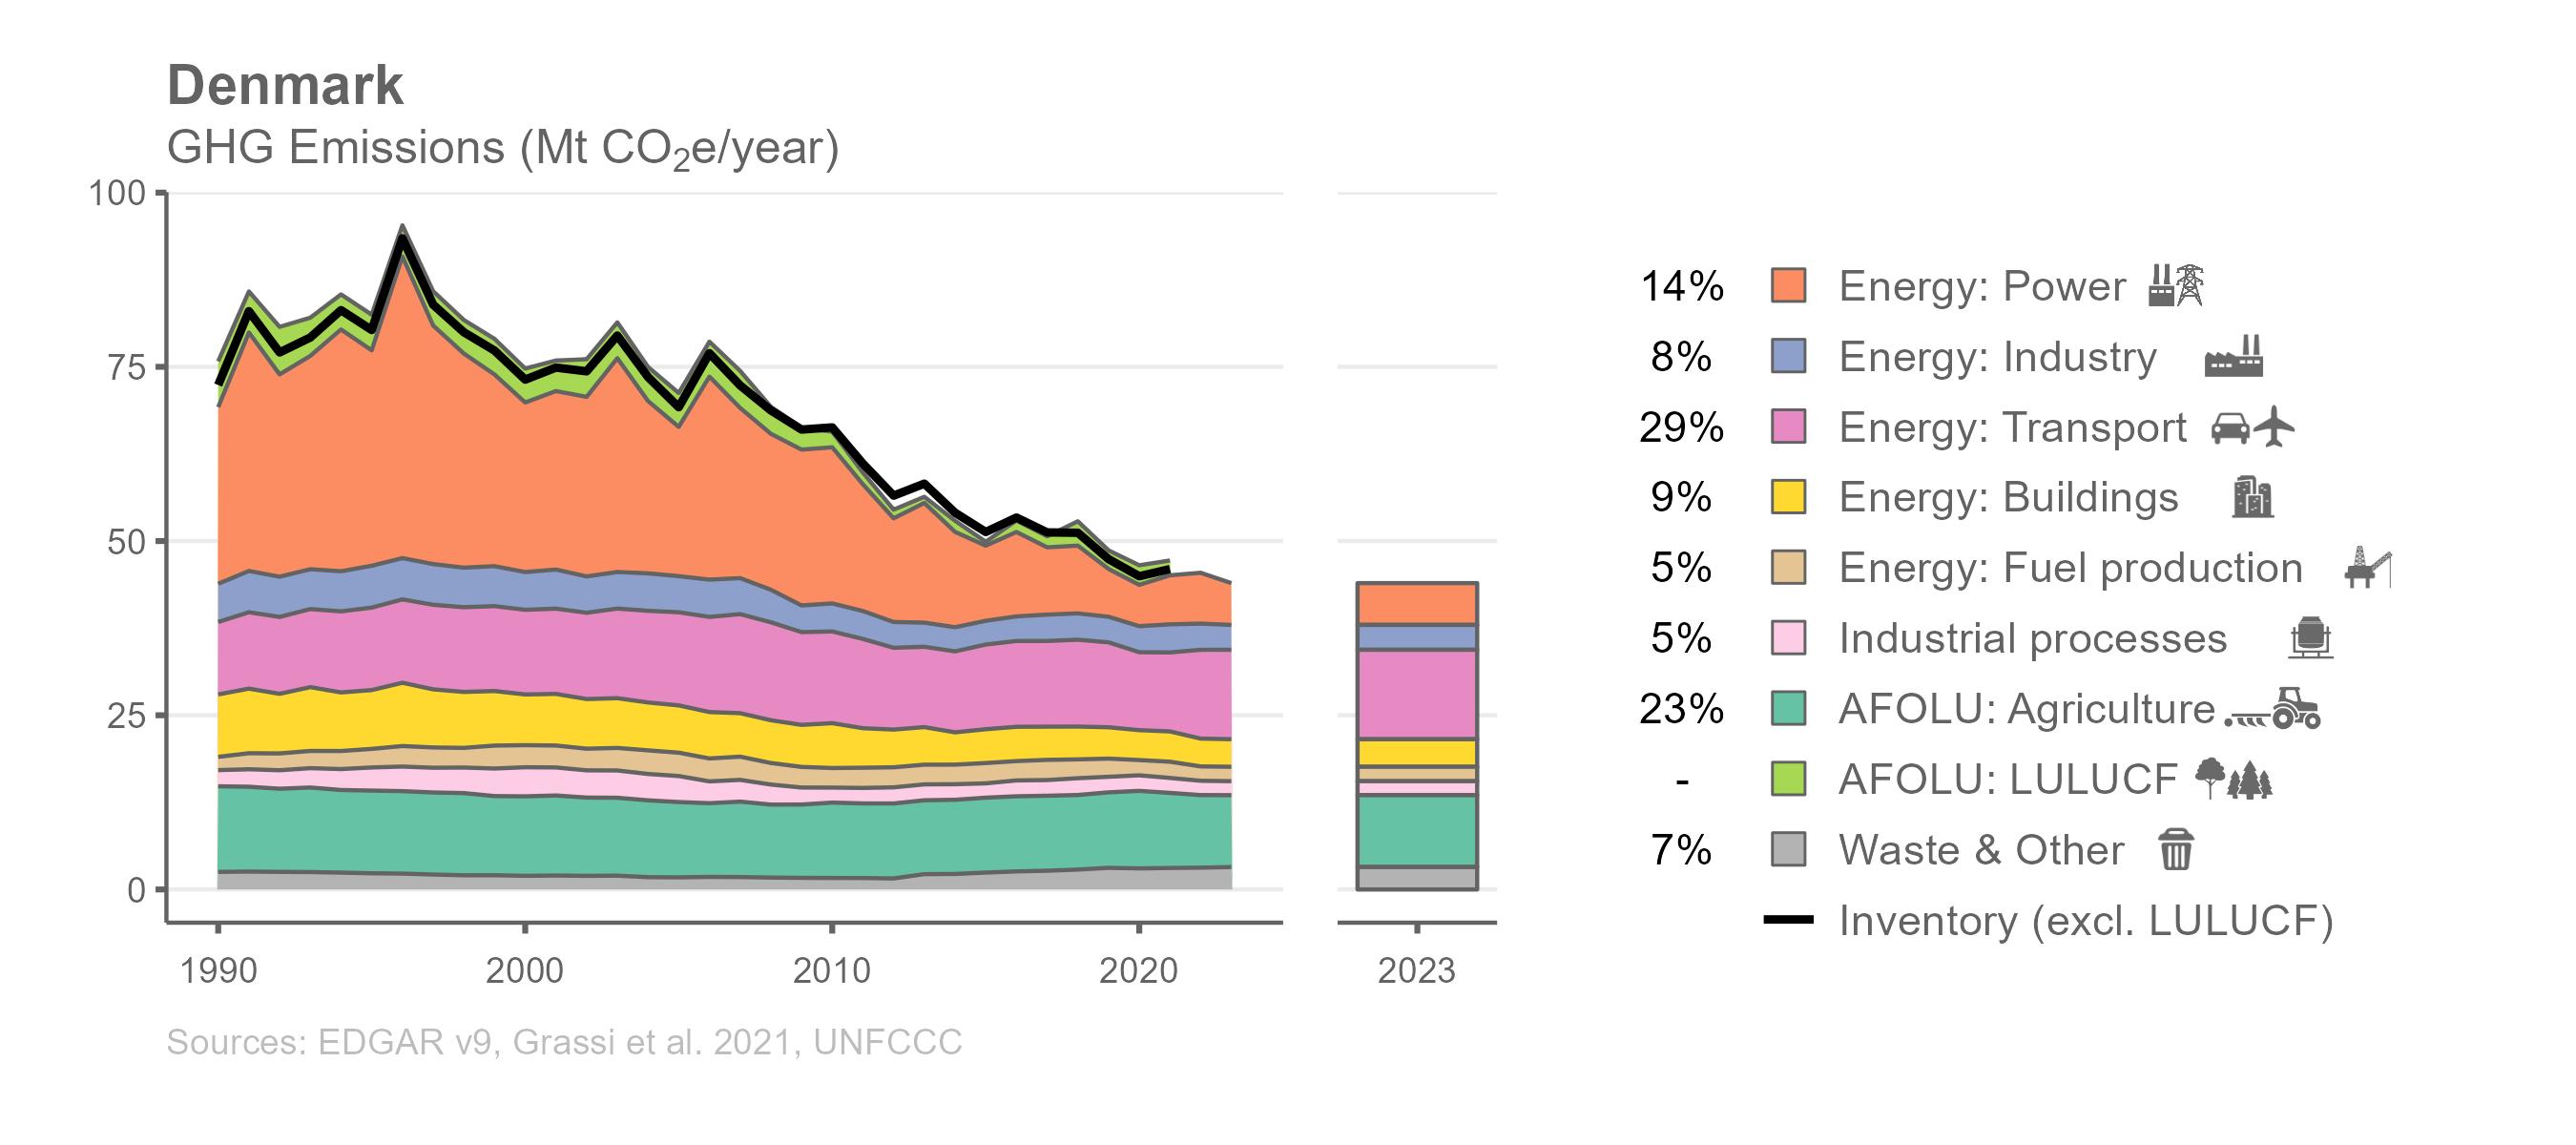 Denmark
GHG Emissions (Mt CO₂e/year)
100
75
50
25
0
1990 2000 2010 2020 2023
14% Energy: Power
8% Energy: Industry
29% Energy: Transport
9% Energy: Buildings
5% Energy: Fuel production
5% Industrial processes
23% AFOLU: Agriculture
- AFOLU: LULUCF
7% Waste & Other
Inventory (excl. LULUCF)
Sources: EDGAR v9, Grassi et al. 2021, UNFCCC